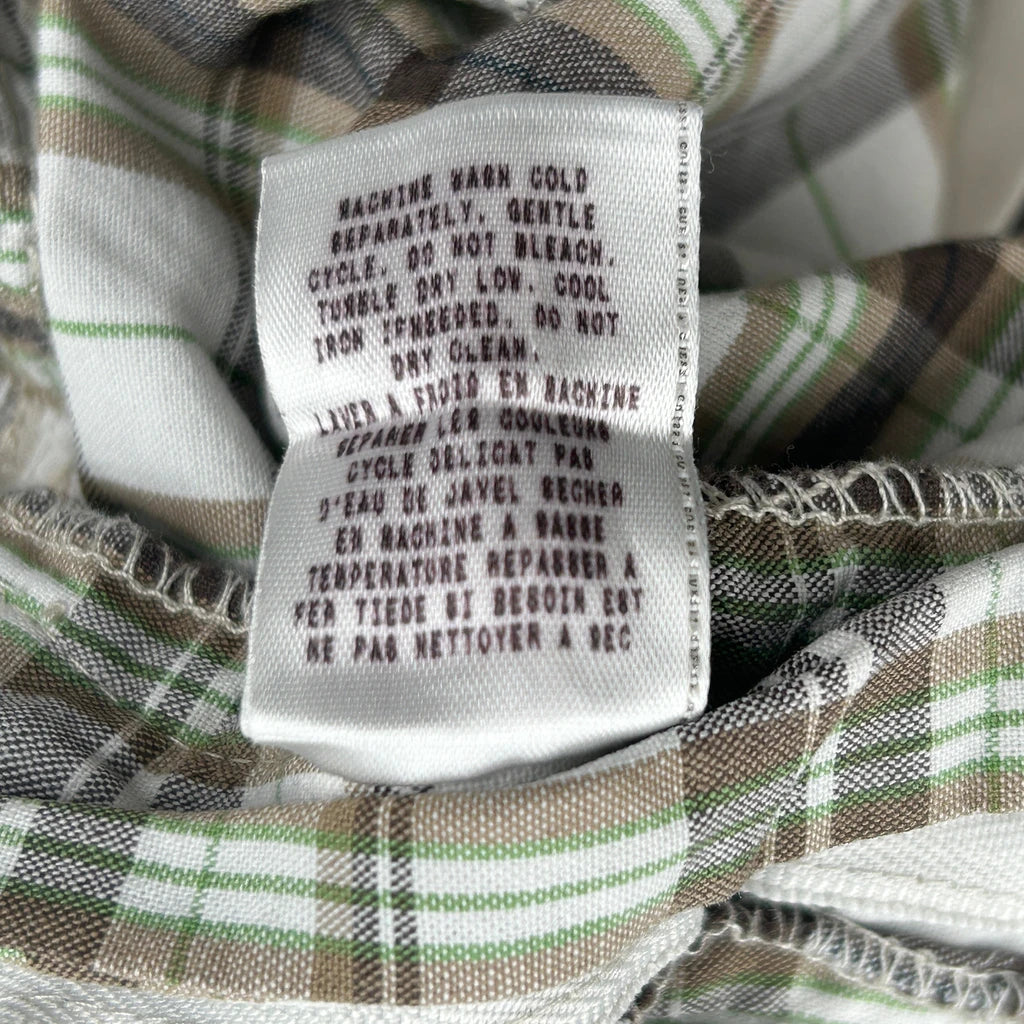 MACHINE WASH COLD
SEPARATELY. GENTLE
CYCLE. DO NOT BLEACH.
TUMBLE DRY LOW. COOL
IRON IFNEEDED. DO NOT
DRY CLEAN.
LAVER A FROID EN MACHINE
SEPARER LES COULEURS
CYCLE DELICAT PAS
D'EAU DE JAVEL SECHER
EN MACHINE A BASSE
TEMPERATURE REPASSER A
FER TIEDE SI BESOIN EST
NE PAS NETTOYER A SEC